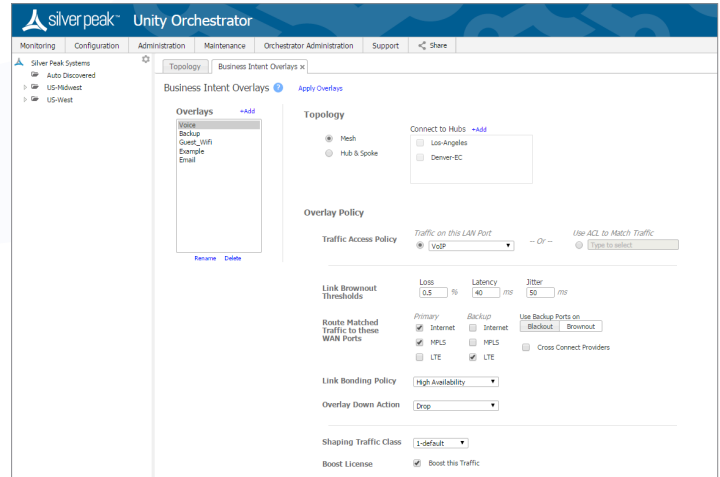 silver peak™ Unity Orchestrator
Monitoring Configuration Administration Maintenance Orchestrator Administration Support Share
Silver Peak Systems
Auto Discovered
US-Midwest
US-West
Topology Business Intent Overlays x
Business Intent Overlays ? Apply Overlays
Overlays +Add
Voice
Backup
Guest_Wifi
Example
Email
Rename Delete
Topology
Mesh
Hub & Spoke
Connect to Hubs +Add
Los-Angeles
Denver-EC
Overlay Policy
Traffic Access Policy
Traffic on this LAN Port
VoIP
-- Or --
Use ACL to Match Traffic
Type to select
Link Brownout
Thresholds
Loss Latency Jitter
0.5 % 40 ms 50 ms
Route Matched
Traffic to these
WAN Ports
Primary Backup Use Backup Ports on
Internet Internet Blackout Brownout
MPLS MPLS Cross Connect Providers
LTE LTE
Link Bonding Policy High Availability
Overlay Down Action Drop
Shaping Traffic Class 1-default
Boost License Boost this Traffic